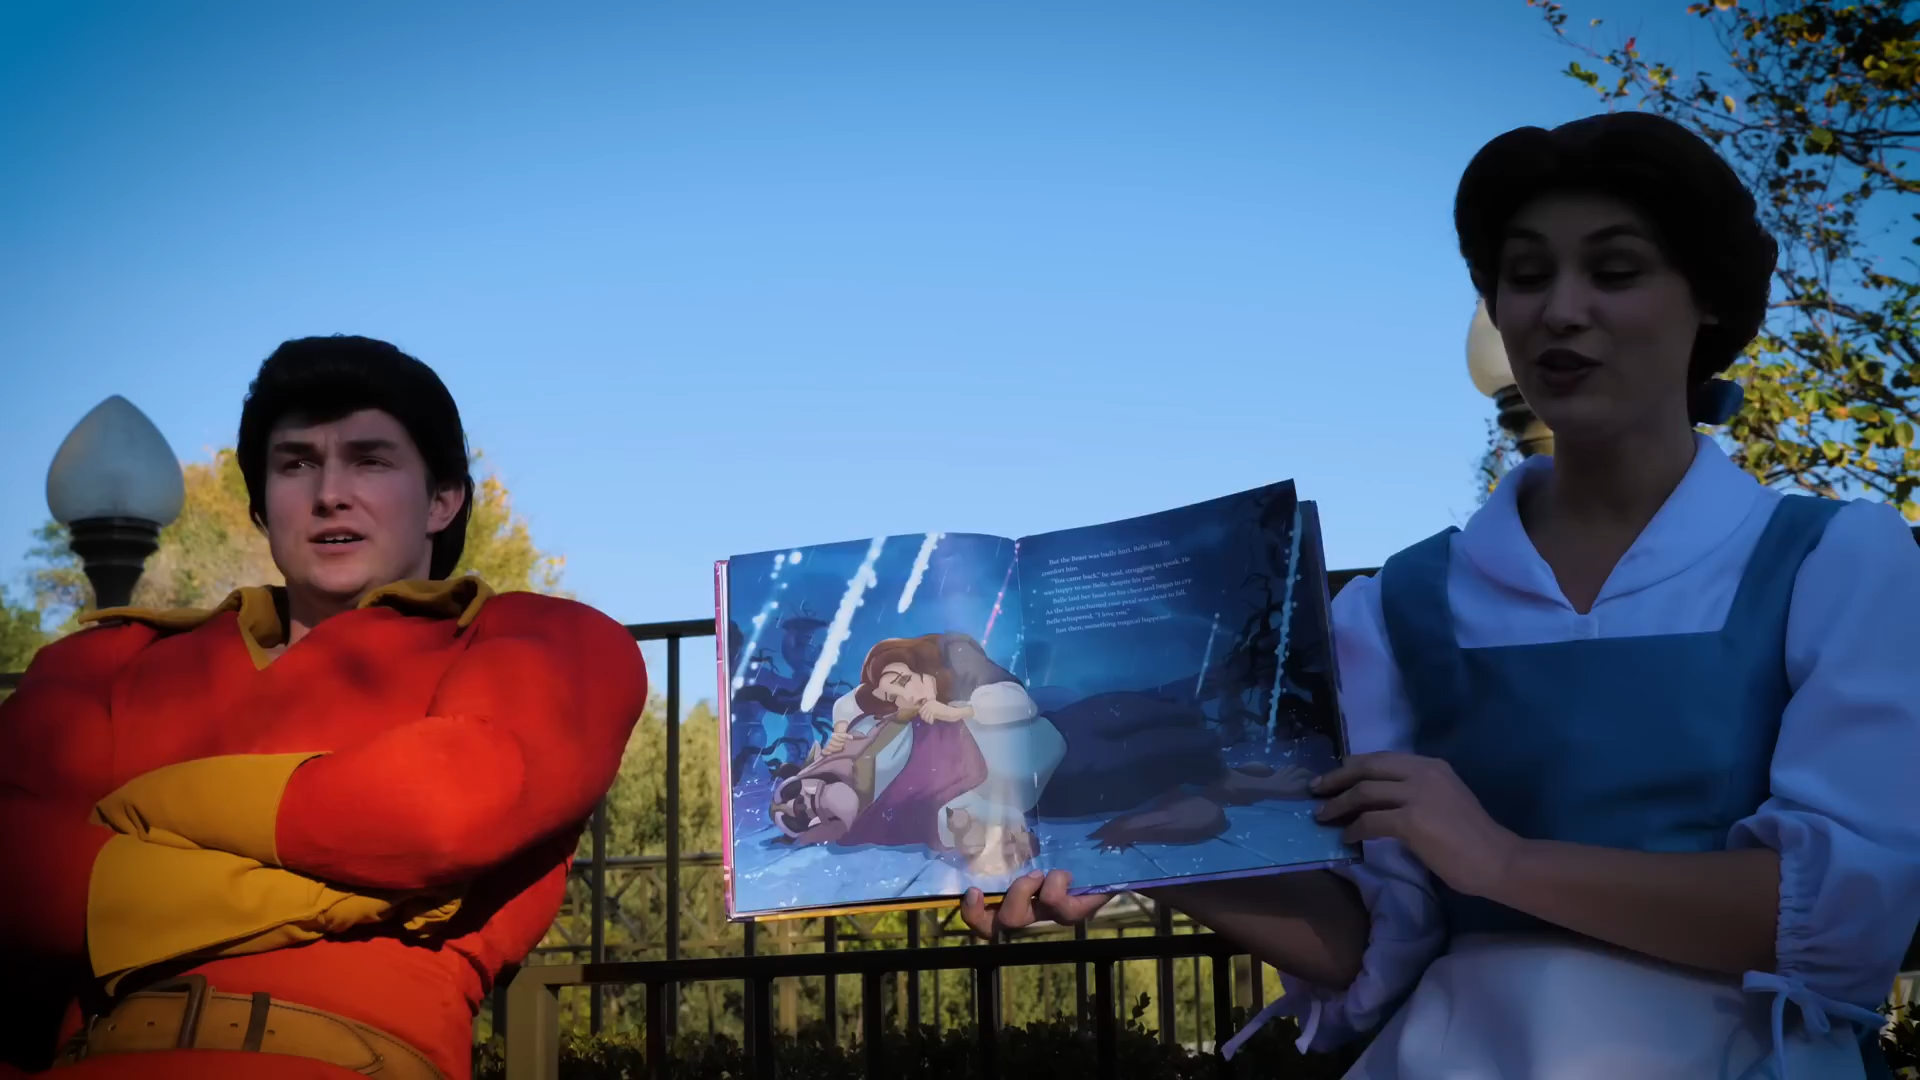 But the Beast was badly hurt. Belle tried to
comfort him.
"You came back," he said, struggling to speak. He
was happy to see Belle, despite his pain.
Belle laid her head on his chest and began to cry.
As the last enchanted rose petal was about to fall,
Belle whispered, "I love you."
Just then, something magical happened!